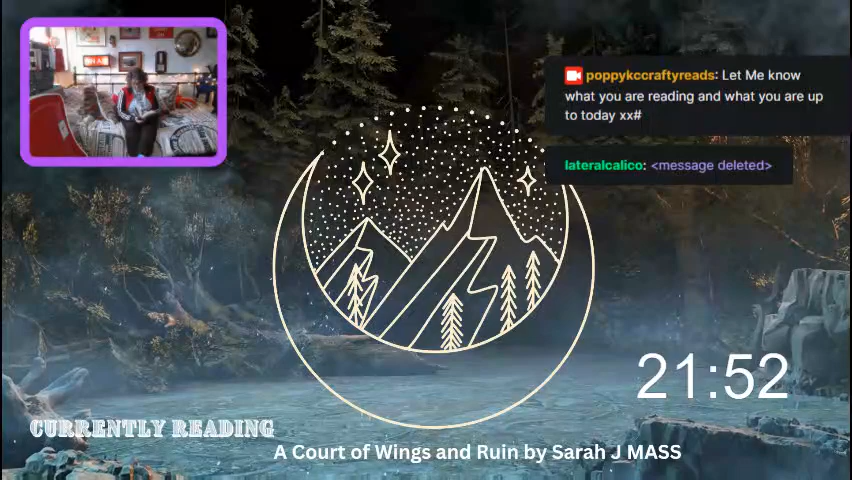 poppykccraftyreads: Let Me know
what you are reading and what you are up
to today xx#
lateralcalico: <message deleted>
21:52
CURRENTLY READING
A Court of Wings and Ruin by Sarah J MASS